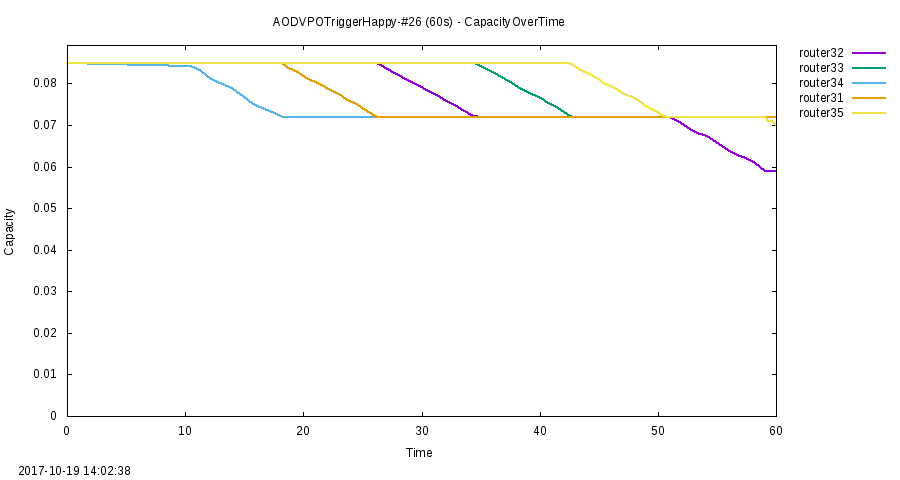 AODVPOTriggerHappy-#26 (60s) - CapacityOverTime
router32
router33
router34
router31
router35
0.08
0.07
0.06
0.05
0.04
0.03
0.02
0.01
0
Capacity
0 10 20 30 40 50 60
Time
2017-10-19 14:02:38